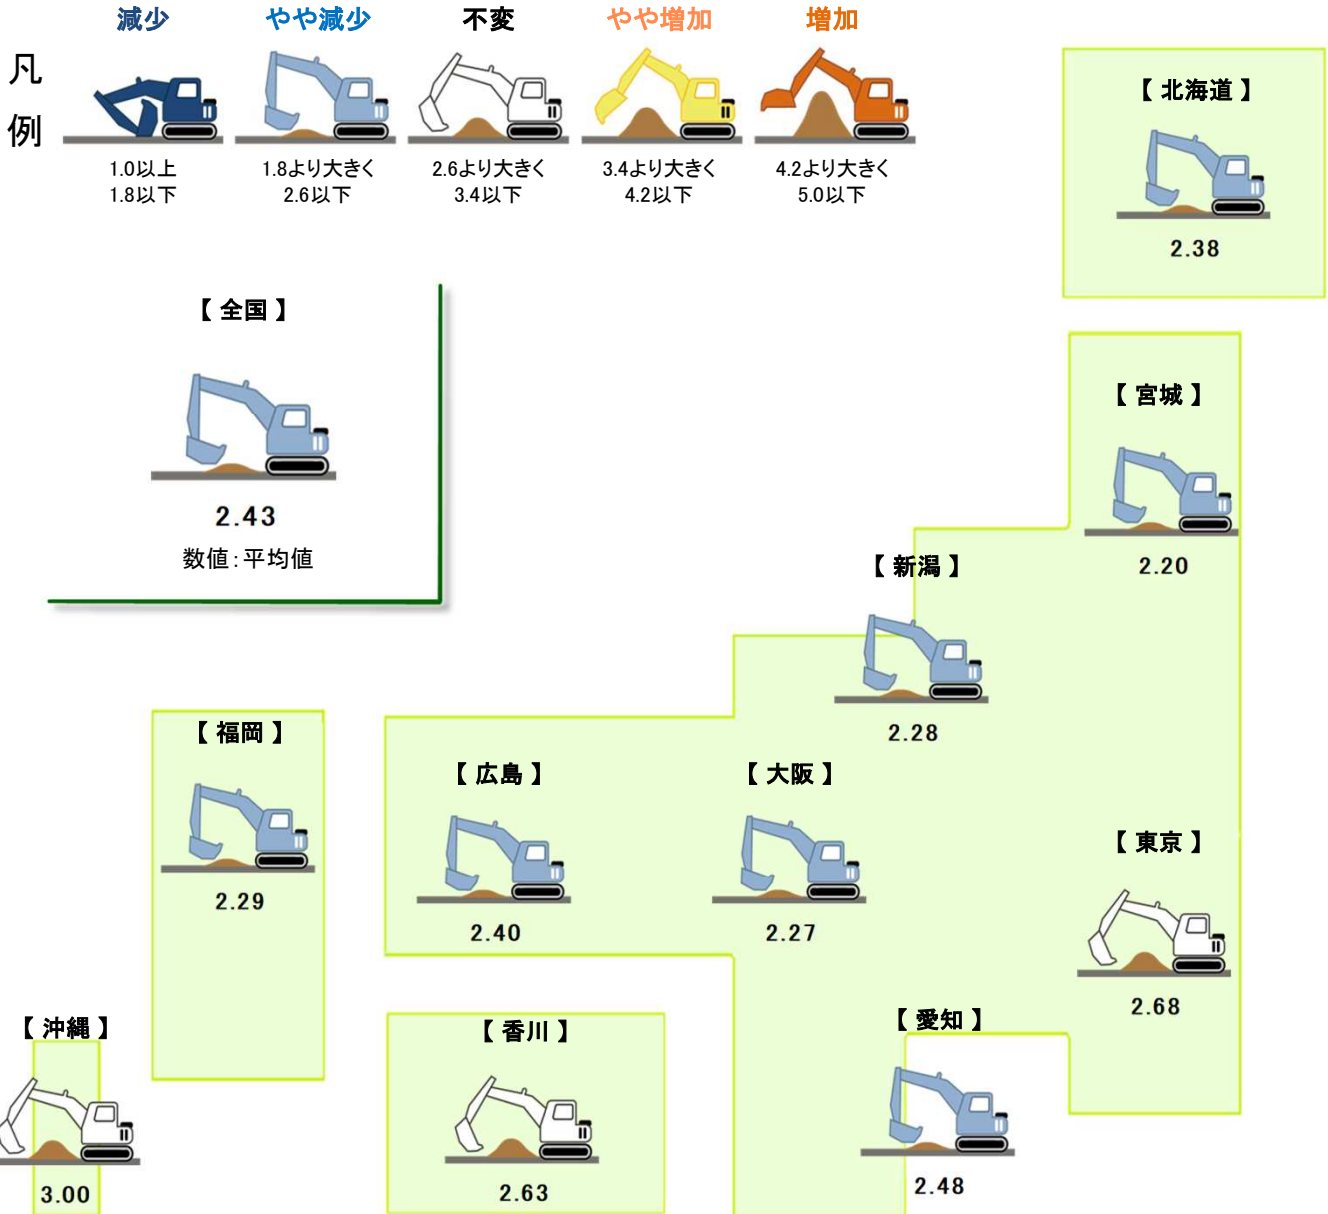 減少 やや減少 不変 やや増加 増加
凡例
1.0以上 1.8より大きく 2.6より大きく 3.4より大きく 4.2より大きく
1.8以下 2.6以下 3.4以下 4.2以下 5.0以下
【 北海道 】
2.38
【 全国 】
2.43
数値：平均値
【 宮城 】
2.20
【 新潟 】
2.28
【 福岡 】
2.29
【 広島 】
2.40
【 大阪 】
2.27
【 東京 】
2.68
【 沖縄 】
3.00
【 香川 】
2.63
【 愛知 】
2.48